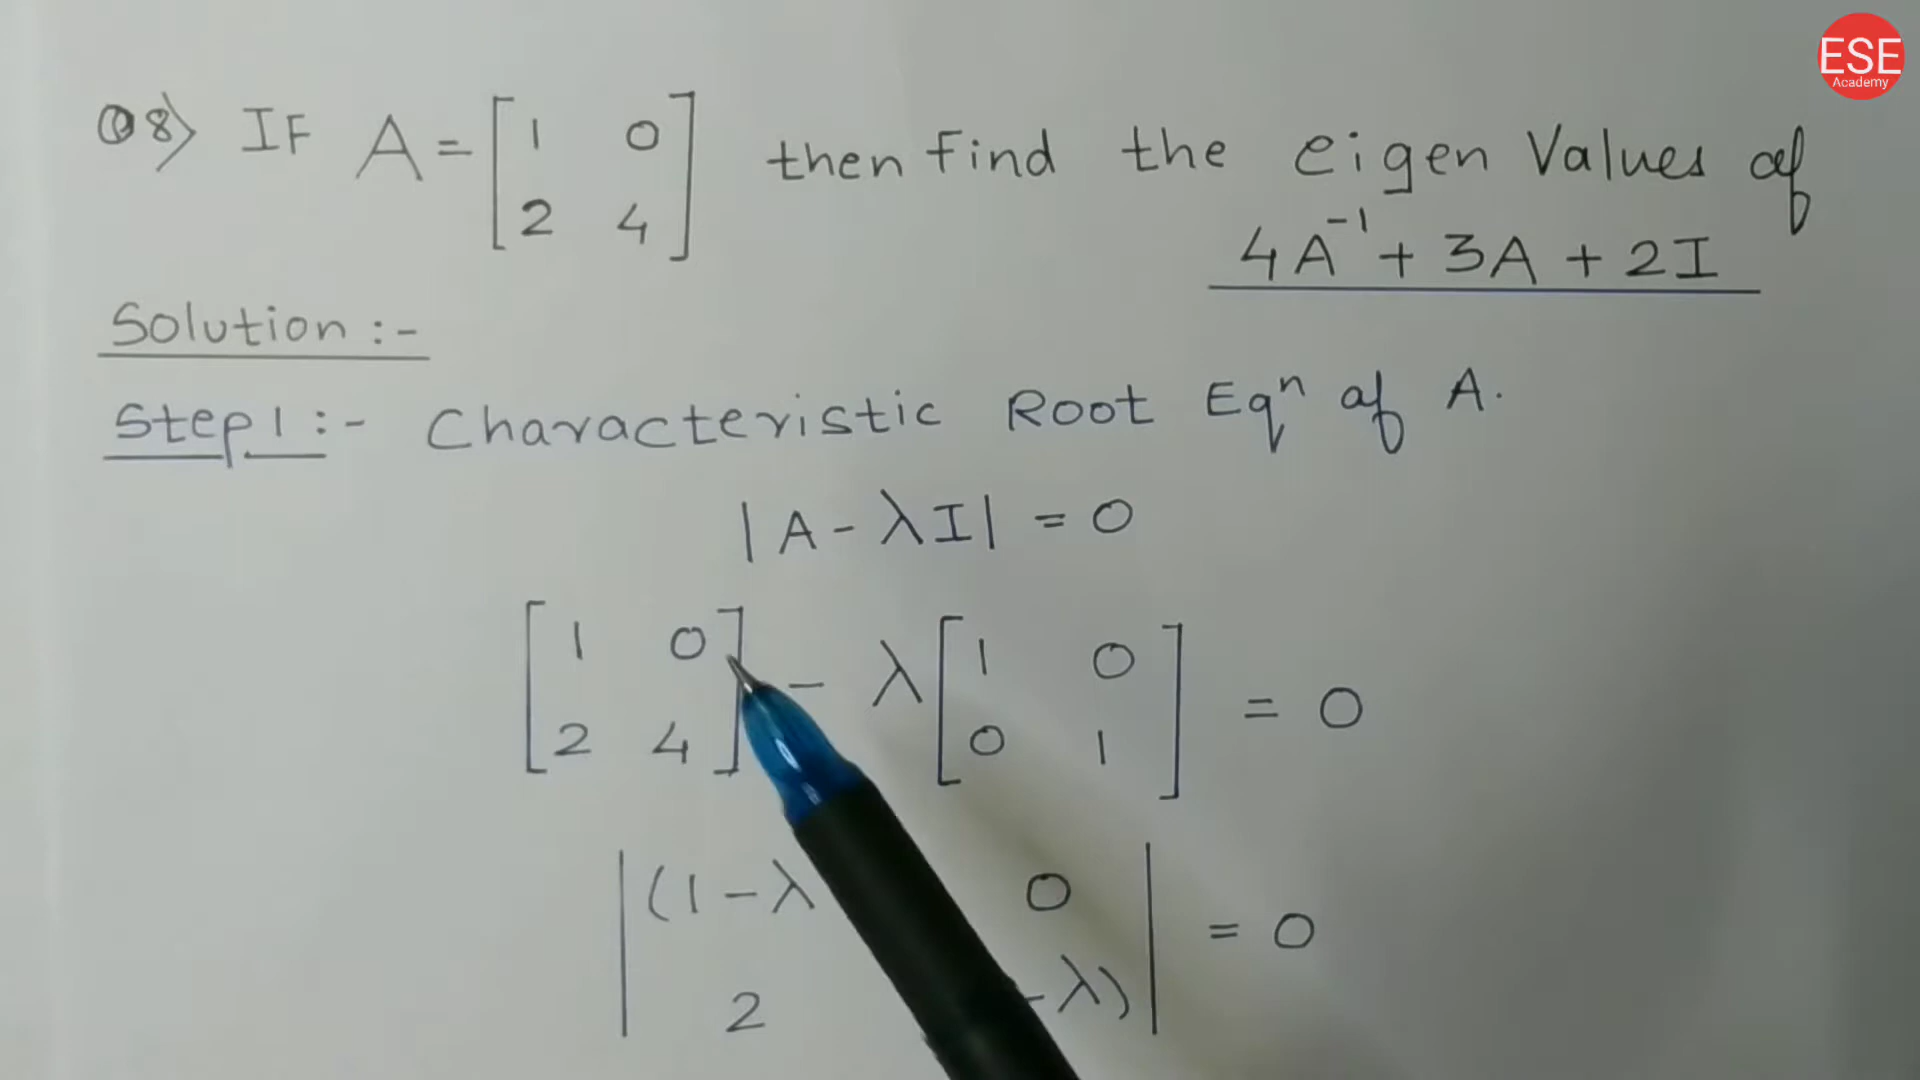 ESE
Academy
Q8) IF A = [1 0
2 4] then find the eigen Values of
4A⁻¹ + 3A + 2I
Solution :-
Step 1 :- Characteristic Root Eqⁿ of A.
|A - λI| = 0
[1 0
2 4] - λ [1 0
0 1] = 0
|(1 - λ 0
2 - λ)| = 0